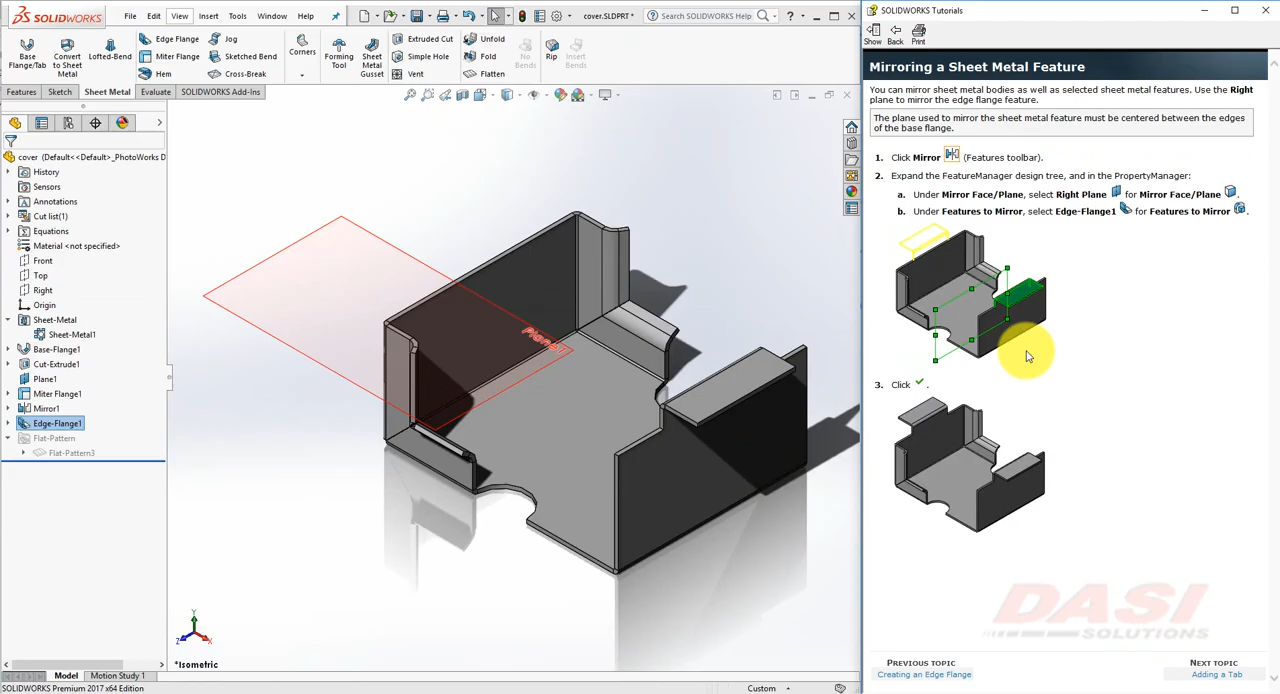 SOLIDWORKS File Edit View Insert Tools Window Help cover.SLDPRT * Search SOLIDWORKS Help ?
Base Flange/Tab
Convert to Sheet Metal
Lofted-Bend
Edge Flange
Miter Flange
Hem
Jog
Sketched Bend
Cross-Break
Corners
Forming Tool
Sheet Metal Gusset
Extruded Cut
Simple Hole
Vent
Unfold
Fold
Flatten
No Bends
Rip
Insert Bends
Features Sketch Sheet Metal Evaluate SOLIDWORKS Add-Ins
cover (Default<<Default>_PhotoWorks D
History
Sensors
Annotations
Cut list(1)
Equations
Material <not specified>
Front
Top
Right
Origin
Sheet-Metal
Sheet-Metal1
Base-Flange1
Cut-Extrude1
Plane1
Miter Flange1
Mirror1
Edge-Flange1
Flat-Pattern
Flat-Pattern3
Plane1
Y
Z
X
*Isometric
Model Motion Study 1
SOLIDWORKS Premium 2017 x64 Edition
Custom
SOLIDWORKS Tutorials
Show Back Print
Mirroring a Sheet Metal Feature
You can mirror sheet metal bodies as well as selected sheet metal features. Use the Right
plane to mirror the edge flange feature.
The plane used to mirror the sheet metal feature must be centered between the edges
of the base flange.
1. Click Mirror (Features toolbar).
2. Expand the FeatureManager design tree, and in the PropertyManager:
a. Under Mirror Face/Plane, select Right Plane for Mirror Face/Plane .
b. Under Features to Mirror, select Edge-Flange1 for Features to Mirror .
3. Click .
DASI
SOLUTIONS
PREVIOUS TOPIC
Creating an Edge Flange
NEXT TOPIC
Adding a Tab